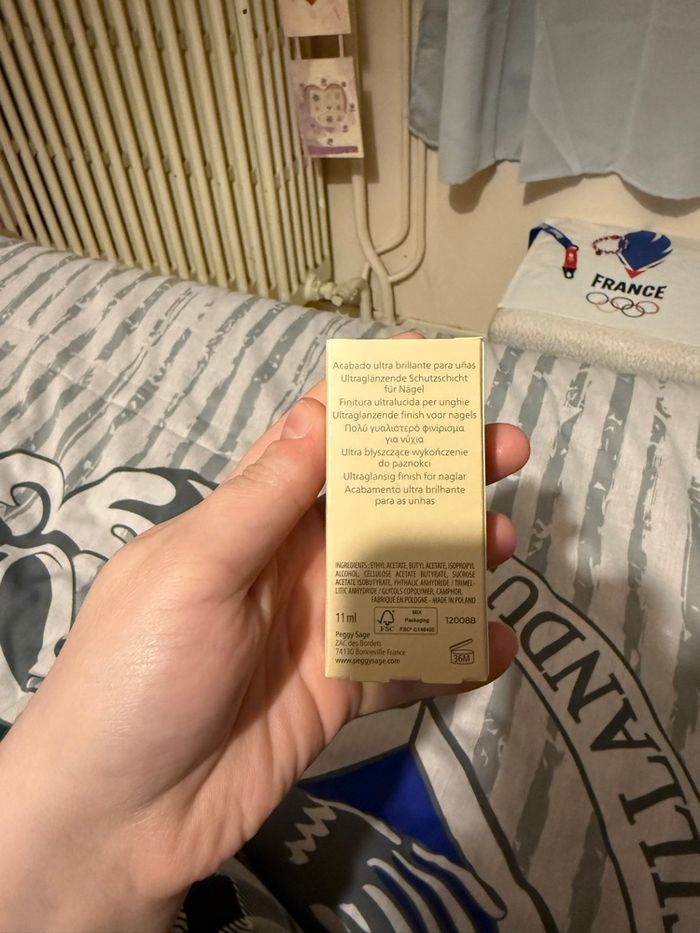 FRANCE
Acabado ultra brillante para uñas
Ultraglänzende Schutzschicht
für Nägel
Finitura ultralucida per unghie
Ultraglanzende finish voor nagels
Πολύ γυαλιστερό φινίρισμα
για νύχια
Ultra błyszczące wykończenie
do paznokci
Ultraglansig finish för naglar
Acabamento ultra brilhante
para as unhas
INGREDIENTS: ETHYL ACETATE, BUTYL ACETATE, ISOPROPYL
ALCOHOL, CELLULOSE ACETATE BUTYRATE, SUCROSE
ACETATE ISOBUTYRATE, PHTHALIC ANHYDRIDE / TRIMEL-
LITIC ANHYDRIDE / GLYCOLS COPOLYMER, CAMPHOR.
FABRIQUÉ EN POLOGNE - MADE IN POLAND
11 ml
FSC
MIX
Packaging
120088
Peggy Sage
ZAC des Bordets
74130 Bonneville France
www.peggysage.com
36M